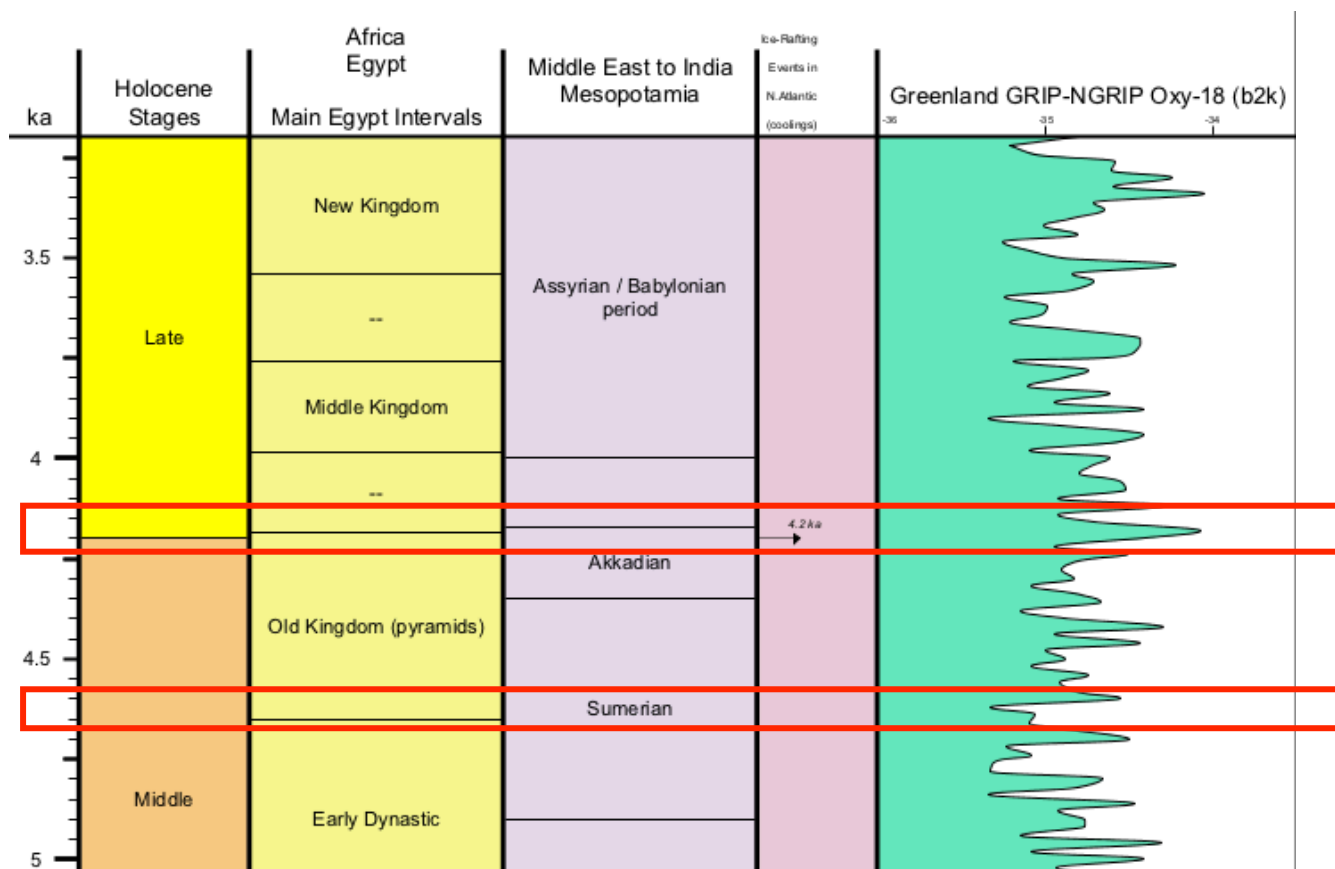 Africa
Egypt
Main Egypt Intervals
ka
Holocene
Stages
Middle East to India
Mesopotamia
Ice-Rafting
Events in
N.Atlantic
(coolings)
Greenland GRIP-NGRIP Oxy-18 (b2k)
-36
-35
-34
New Kingdom
3.5
Assyrian / Babylonian
period
--
Late
Middle Kingdom
4
--
4.2 ka
Akkadian
Old Kingdom (pyramids)
4.5
Sumerian
Middle
Early Dynastic
5